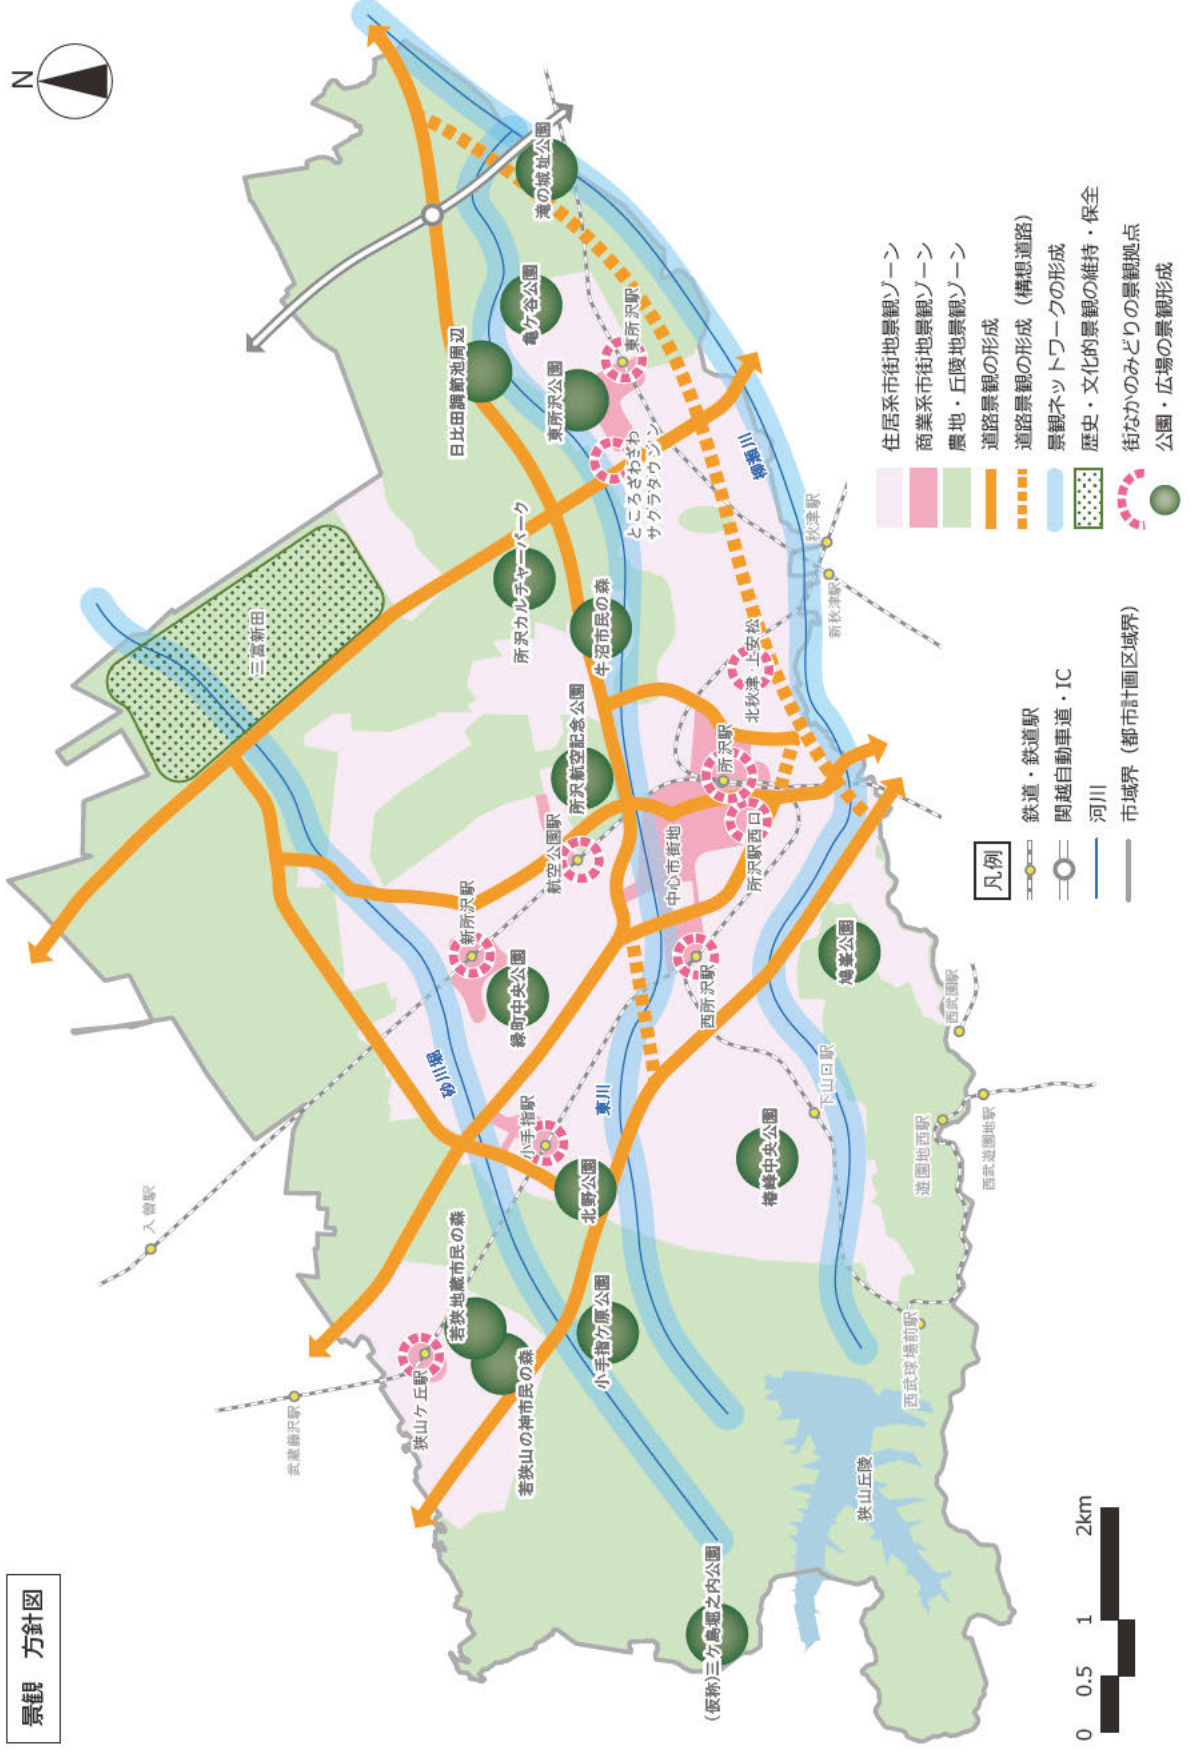 景観　方針図
N
三富新田
入曽駅
武蔵藤沢駅
狭山ケ丘駅
若狭地蔵市民の森
若狭山の神市民の森
小手指ケ原公園
(仮称)三ケ島堀之内公園
狭山丘陵
西武球場前駅
遊園地西駅
西武遊園地駅
西武園駅
下山口駅
椿峰中央公園
北野公園
小手指駅
砂川堀
東川
緑町中央公園
新所沢駅
西所沢駅
鳩峯公園
航空公園駅
所沢航空記念公園
中心市街地
所沢駅西口
所沢駅
北秋津・上安松
牛沼市民の森
所沢カルチャーパーク
ところざわざわ
サクラタウン
新秋津駅
秋津駅
柳瀬川
日比田調節池周辺
東所沢公園
亀ケ谷公園
東所沢駅
滝の城址公園
凡例
鉄道・鉄道駅
関越自動車道・IC
河川
市域界（都市計画区域界）
住居系市街地景観ゾーン
商業系市街地景観ゾーン
農地・丘陵地景観ゾーン
道路景観の形成
道路景観の形成（構想道路）
景観ネットワークの形成
歴史・文化的景観の維持・保全
街なかのみどりの景観拠点
公園・広場の景観形成
0 0.5 1 2km